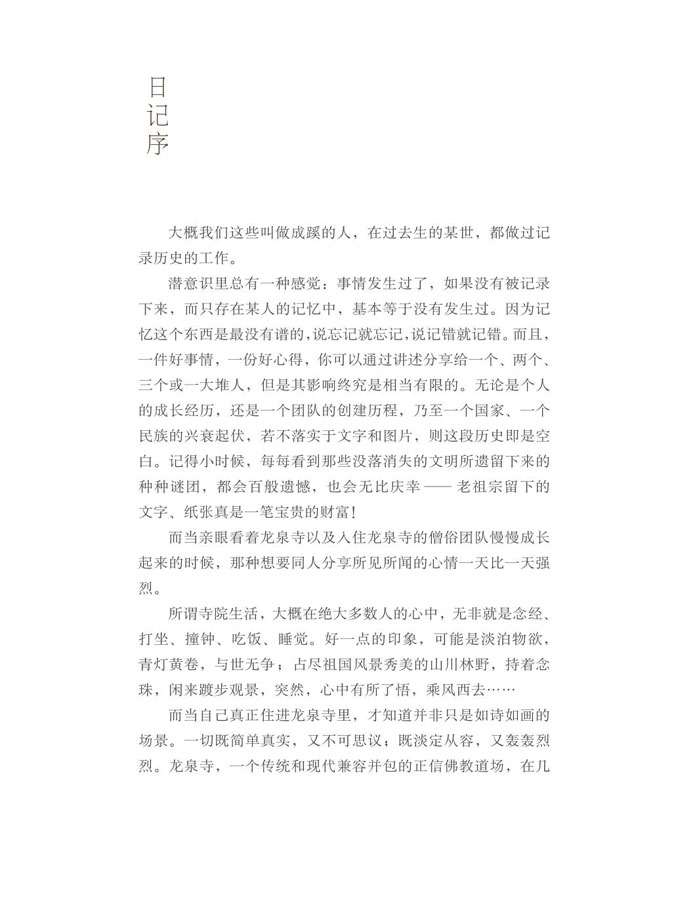 日记序
大概我们这些叫做成蹊的人，在过去生的某世，都做过记
录历史的工作。
潜意识里总有一种感觉：事情发生过了，如果没有被记录
下来，而只存在某人的记忆中，基本等于没有发生过。因为记
忆这个东西是最没有谱的，说忘记就忘记，说记错就记错。而且，
一件好事情，一份好心得，你可以通过讲述分享给一个、两个、
三个或一大堆人，但是其影响终究是相当有限的。无论是个人
的成长经历，还是一个团队的创建历程，乃至一个国家、一个
民族的兴衰起伏，若不落实于文字和图片，则这段历史即是空
白。记得小时候，每每看到那些没落消失的文明所遗留下来的
种种谜团，都会百般遗憾，也会无比庆幸——老祖宗留下的
文字、纸张真是一笔宝贵的财富！
而当亲眼看着龙泉寺以及入住龙泉寺的僧俗团队慢慢成长
起来的时候，那种想要同人分享所见所闻的心情一天比一天强
烈。
所谓寺院生活，大概在绝大多数人的心中，无非就是念经、
打坐、撞钟、吃饭、睡觉。好一点的印象，可能是淡泊物欲，
青灯黄卷，与世无争；占尽祖国风景秀美的山川林野，持着念
珠，闲来踱步观景，突然，心中有所了悟，乘风西去……
而当自己真正住进龙泉寺里，才知道并非只是如诗如画的
场景。一切既简单真实，又不可思议；既淡定从容，又轰轰烈
烈。龙泉寺，一个传统和现代兼容并包的正信佛教道场，在几